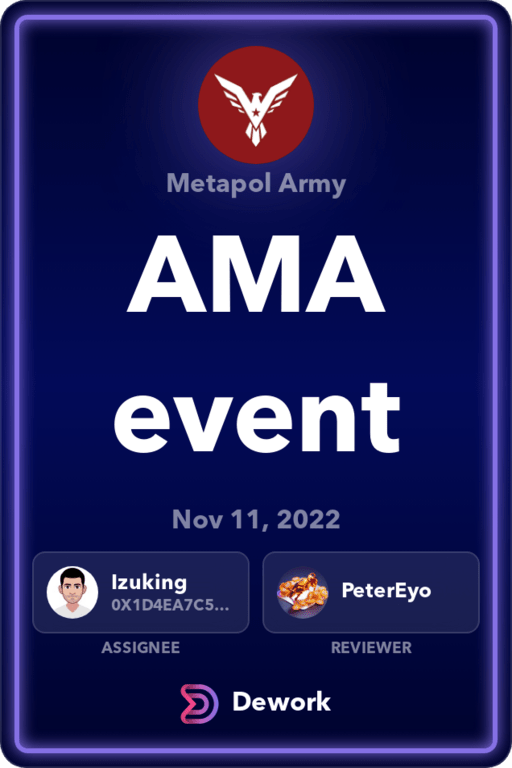 Metapol Army
AMA
event
Nov 11, 2022
Izuking
0X1D4EA7C5...
ASSIGNEE
PeterEyo
REVIEWER
Dework